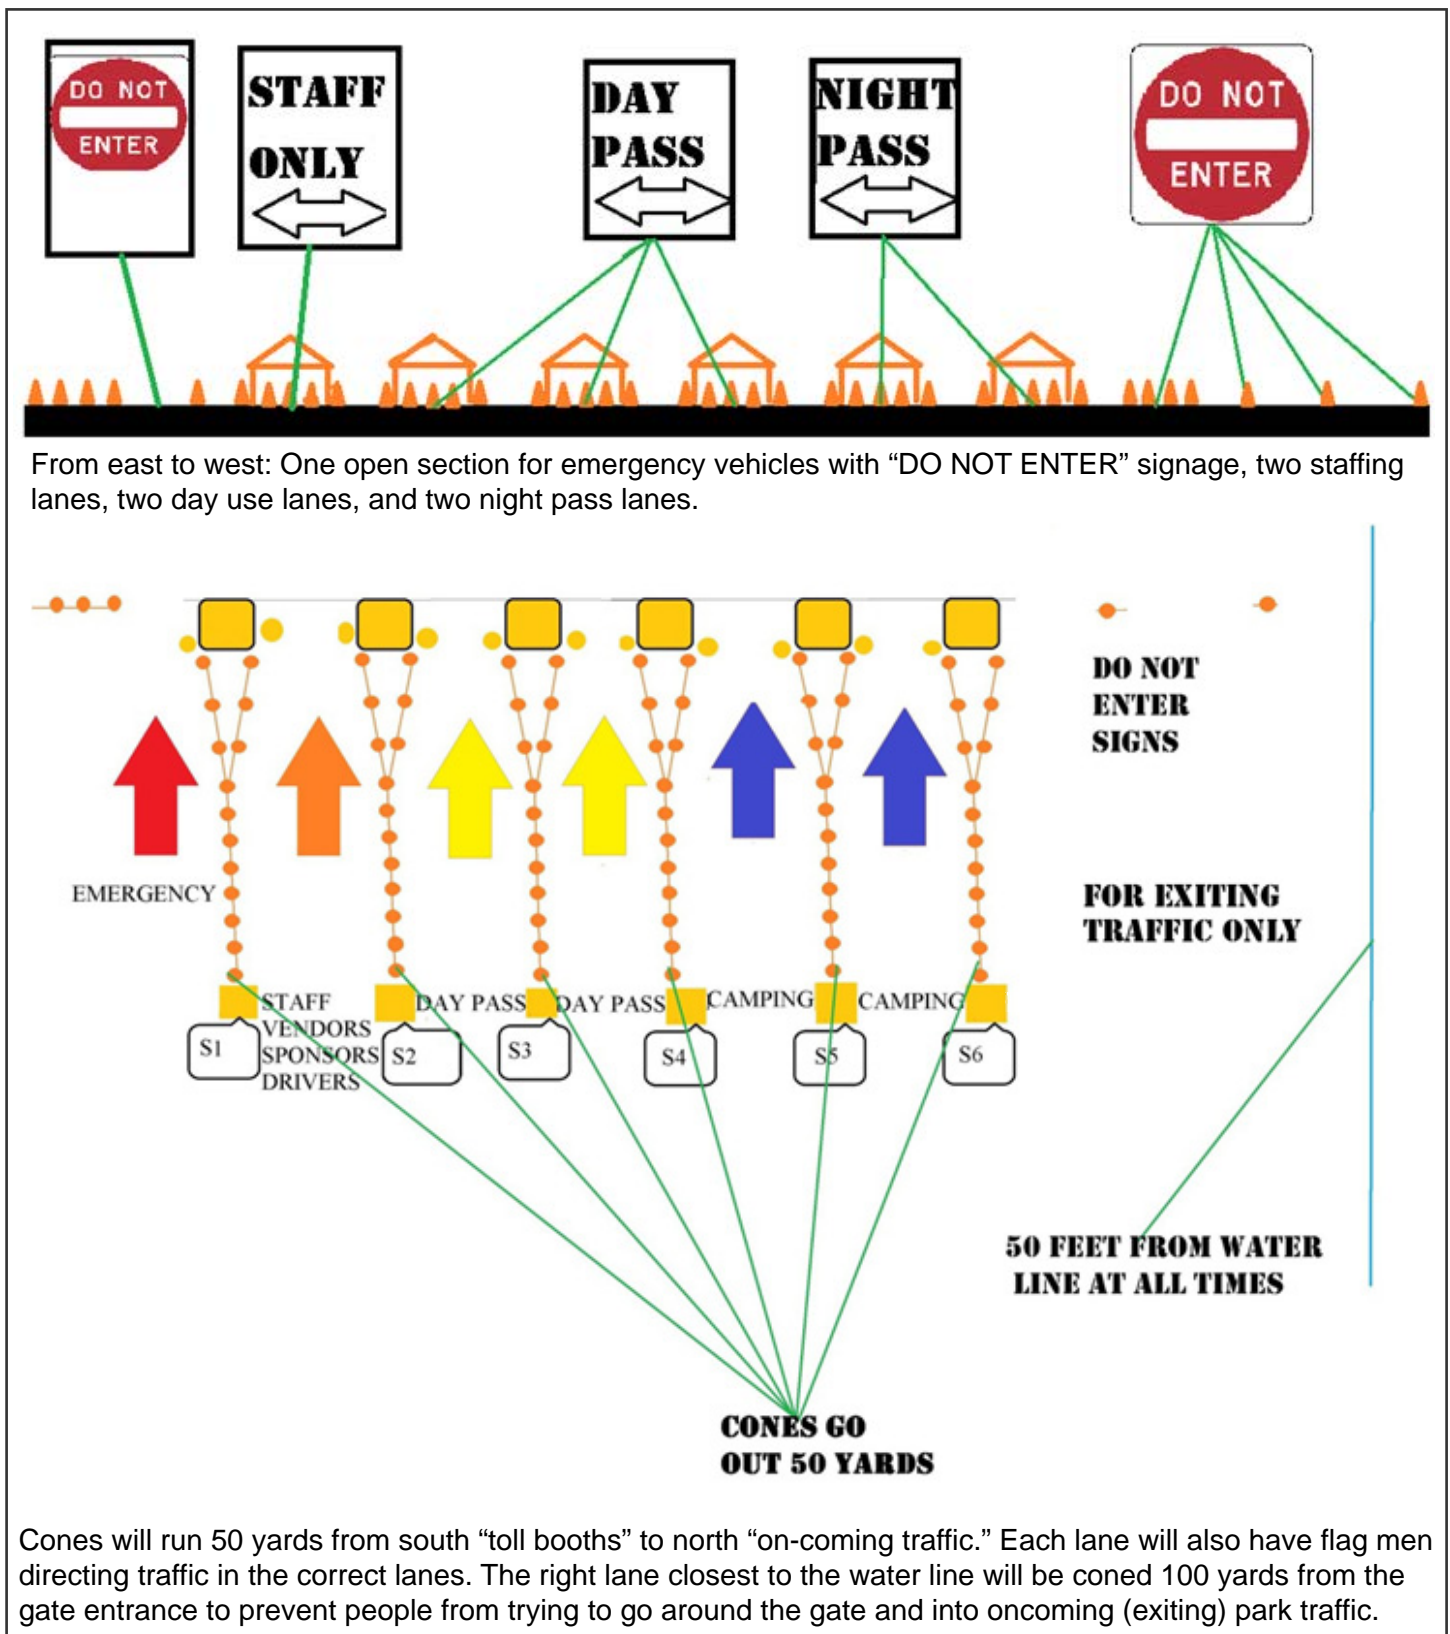 DO NOT
ENTER
STAFF
ONLY
DAY
PASS
NIGHT
PASS
DO NOT
ENTER
From east to west: One open section for emergency vehicles with “DO NOT ENTER” signage, two staffing
lanes, two day use lanes, and two night pass lanes.
DO NOT
ENTER
SIGNS
EMERGENCY
FOR EXITING
TRAFFIC ONLY
STAFF
VENDORS
SPONSORS
DRIVERS
DAY PASS
DAY PASS
CAMPING
CAMPING
S1
S2
S3
S4
S5
S6
50 FEET FROM WATER
LINE AT ALL TIMES
CONES GO
OUT 50 YARDS
Cones will run 50 yards from south “toll booths” to north “on-coming traffic.” Each lane will also have flag men
directing traffic in the correct lanes. The right lane closest to the water line will be coned 100 yards from the
gate entrance to prevent people from trying to go around the gate and into oncoming (exiting) park traffic.